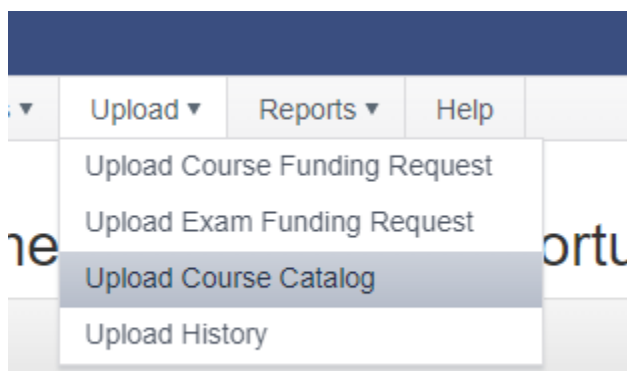 Upload ▾ Reports ▾ Help
Upload Course Funding Request
Upload Exam Funding Request
Upload Course Catalog
Upload History